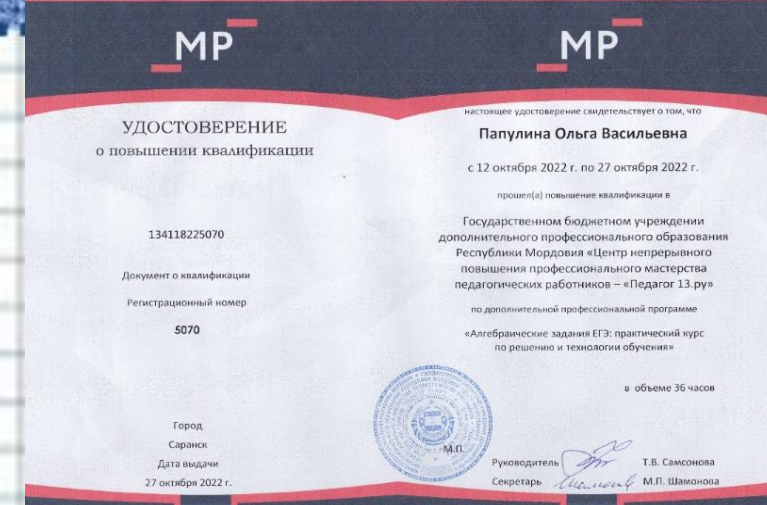 МР
УДОСТОВЕРЕНИЕ
о повышении квалификации
134118225070
Документ о квалификации
Регистрационный номер
5070
Город
Саранск
Дата выдачи
27 октября 2022 г.
МР
настоящее удостоверение свидетельствует о том, что
Папулина Ольга Васильевна
с 12 октября 2022 г. по 27 октября 2022 г.
прошел(а) повышение квалификации в
Государственном бюджетном учреждении
дополнительного профессионального образования
Республики Мордовия «Центр непрерывного
повышения профессионального мастерства
педагогических работников – «Педагог 13.ру»
по дополнительной профессиональной программе
«Алгебраические задания ЕГЭ: практический курс
по решению и технологии обучения»
в объеме 36 часов
М.П.
Руководитель Т.В. Самсонова
Секретарь М.П. Шамонова